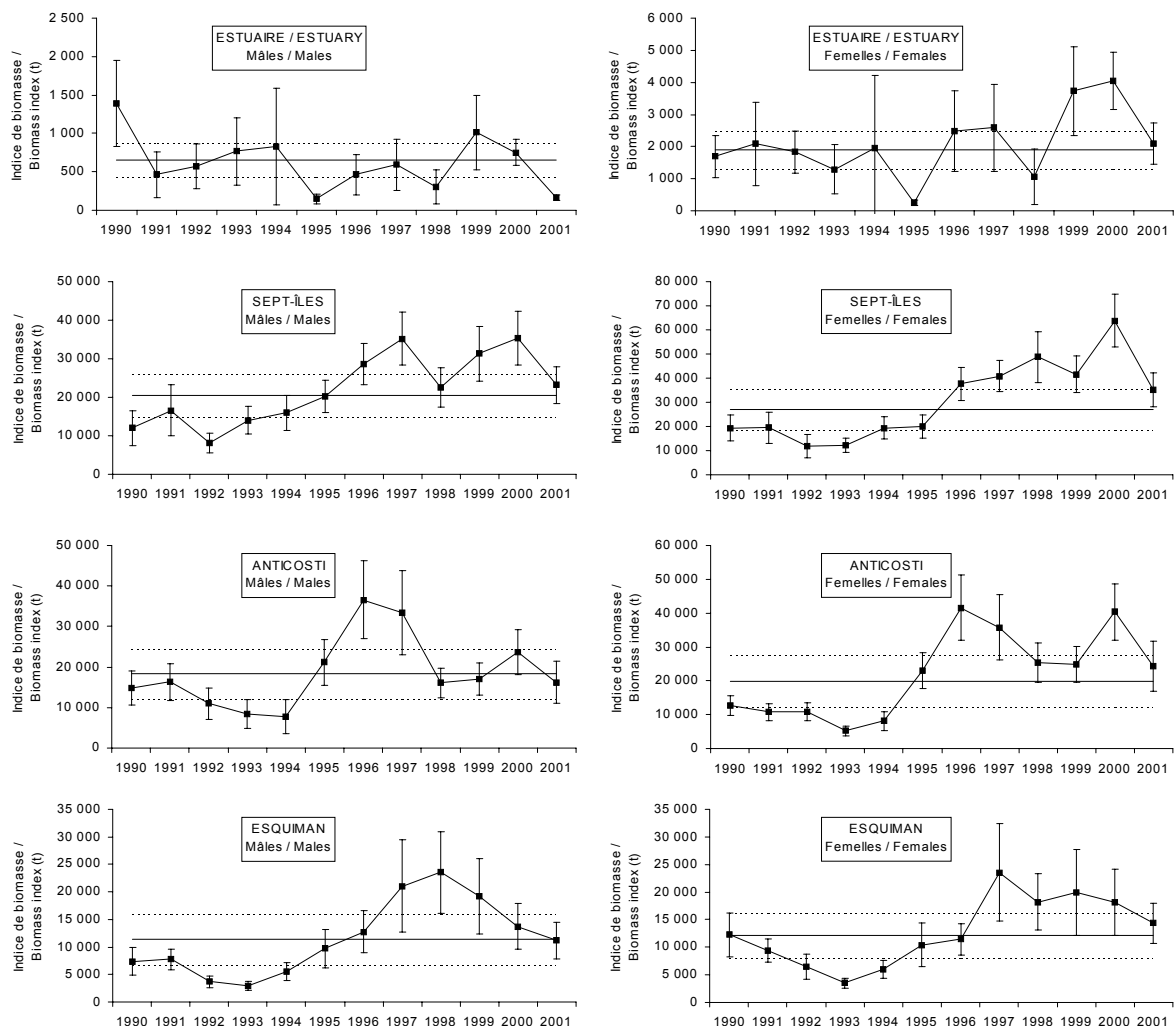 Indice de biomasse /
Biomass index (t)
2 500
2 000
1 500
1 000
500
0
ESTUAIRE / ESTUARY
Mâles / Males
1990 1991 1992 1993 1994 1995 1996 1997 1998 1999 2000 2001
Indice de biomasse /
Biomass index (t)
6 000
5 000
4 000
3 000
2 000
1 000
0
ESTUAIRE / ESTUARY
Femelles / Females
1990 1991 1992 1993 1994 1995 1996 1997 1998 1999 2000 2001
Indice de biomasse /
Biomass index (t)
50 000
40 000
30 000
20 000
10 000
0
SEPT-ÎLES
Mâles / Males
1990 1991 1992 1993 1994 1995 1996 1997 1998 1999 2000 2001
Indice de biomasse /
Biomass index (t)
80 000
70 000
60 000
50 000
40 000
30 000
20 000
10 000
0
SEPT-ÎLES
Femelles / Females
1990 1991 1992 1993 1994 1995 1996 1997 1998 1999 2000 2001
Indice de biomasse /
Biomass index (t)
50 000
40 000
30 000
20 000
10 000
0
ANTICOSTI
Mâles / Males
1990 1991 1992 1993 1994 1995 1996 1997 1998 1999 2000 2001
Indice de biomasse /
Biomass index (t)
60 000
50 000
40 000
30 000
20 000
10 000
0
ANTICOSTI
Femelles / Females
1990 1991 1992 1993 1994 1995 1996 1997 1998 1999 2000 2001
Indice de biomasse /
Biomass index (t)
35 000
30 000
25 000
20 000
15 000
10 000
5 000
0
ESQUIMAN
Mâles / Males
1990 1991 1992 1993 1994 1995 1996 1997 1998 1999 2000 2001
Indice de biomasse /
Biomass index (t)
35 000
30 000
25 000
20 000
15 000
10 000
5 000
0
ESQUIMAN
Femelles / Females
1990 1991 1992 1993 1994 1995 1996 1997 1998 1999 2000 2001